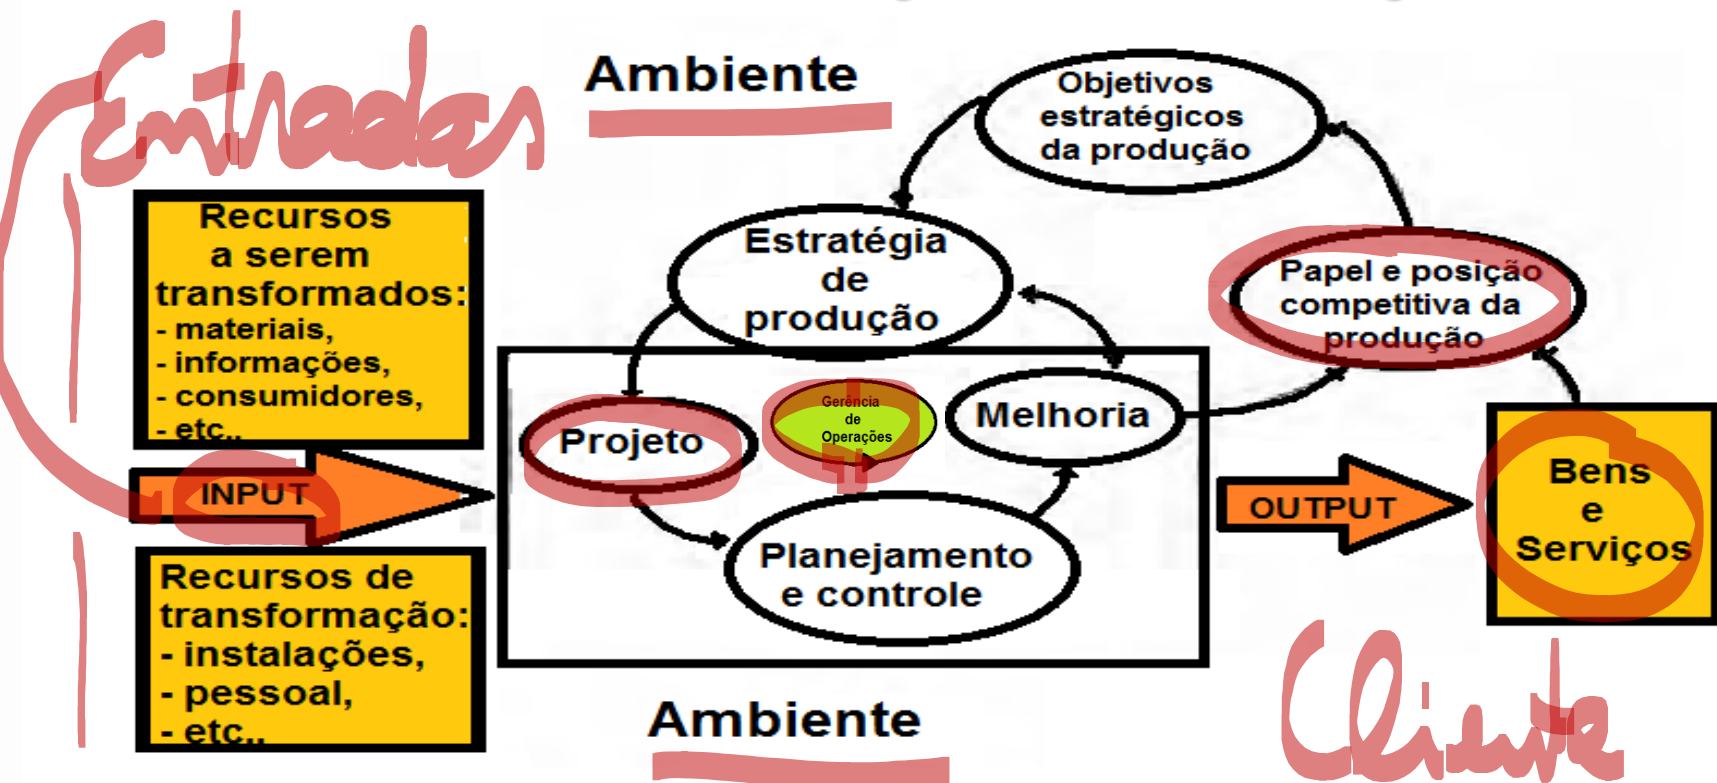 Entradas
Ambiente
Objetivos
estratégicos
da produção
Recursos
a serem
transformados:
- materiais,
- informações,
- consumidores,
- etc..
Estratégia
de
produção
Papel e posição
competitiva da
produção
Projeto
Gerência
de
Operações
Melhoria
INPUT
OUTPUT
Bens
e
Serviços
Planejamento
e controle
Recursos de
transformação:
- instalações,
- pessoal,
- etc..
Ambiente
Cliente